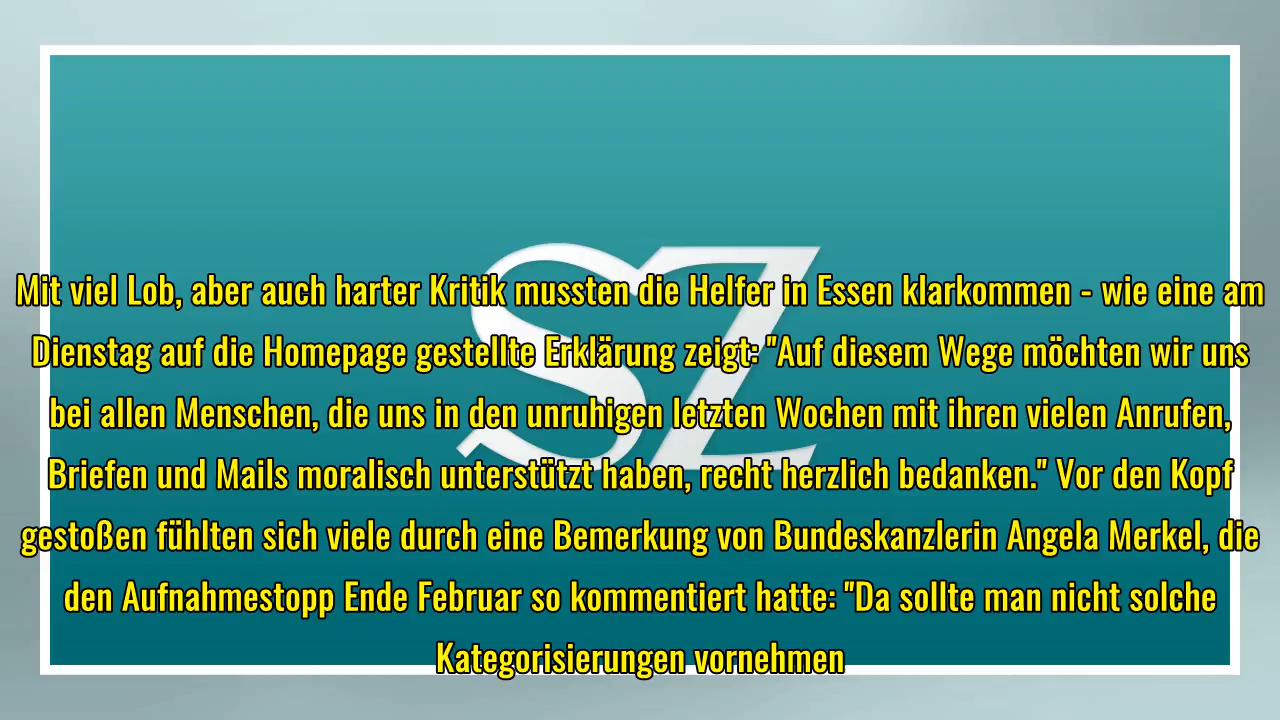 SZ
Mit viel Lob, aber auch harter Kritik mussten die Helfer in Essen klarkommen - wie eine am
Dienstag auf die Homepage gestellte Erklärung zeigt: "Auf diesem Wege möchten wir uns
bei allen Menschen, die uns in den unruhigen letzten Wochen mit ihren vielen Anrufen,
Briefen und Mails moralisch unterstützt haben, recht herzlich bedanken." Vor den Kopf
gestoßen fühlten sich viele durch eine Bemerkung von Bundeskanzlerin Angela Merkel, die
den Aufnahmestopp Ende Februar so kommentiert hatte: "Da sollte man nicht solche
Kategorisierungen vornehmen